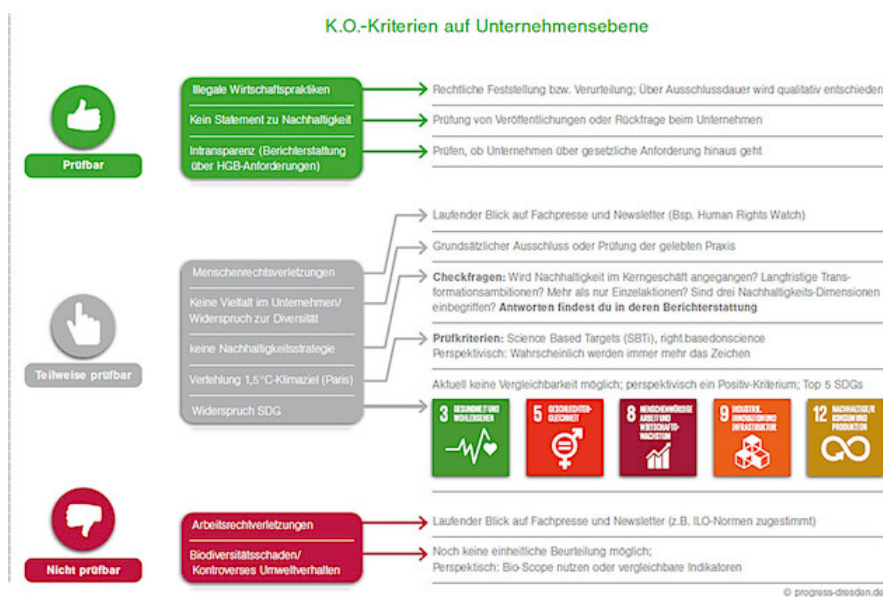 K.O.-Kriterien auf Unternehmensebene
Prüfbar
Illegale Wirtschaftspraktiken
Rechtliche Feststellung bzw. Verurteilung; Über Ausschlussdauer wird qualitativ entschieden
Kein Statement zu Nachhaltigkeit
Prüfung von Veröffentlichungen oder Rückfrage beim Unternehmen
Intransparenz (Berichterstattung
über HGB-Anforderungen)
Prüfen, ob Unternehmen über gesetzliche Anforderung hinaus geht
Teilweise prüfbar
Menschenrechtsverletzungen
Laufender Blick auf Fachpresse und Newsletter (Bsp. Human Rights Watch)
Keine Vielfalt im Unternehmen/
Widerspruch zur Diversität
Grundsätzlicher Ausschluss oder Prüfung der gelebten Praxis
keine Nachhaltigkeitsstrategie
Checkfragen: Wird Nachhaltigkeit im Kerngeschäft angegangen? Langfristige Trans-
formationsambitionen? Mehr als nur Einzelaktionen? Sind drei Nachhaltigkeits-Dimensionen
einbegriffen? Antworten findest du in deren Berichterstattung
Verfehlung 1,5°C-Klimaziel (Paris)
Prüfkriterien: Science Based Targets (SBTi), right.basedonscience
Perspektivisch: Wahrscheinlich werden immer mehr das Zeichen
Widerspruch SDG
Aktuell keine Vergleichbarkeit möglich; perspektivisch ein Positiv-Kriterium; Top 5 SDGs
3 GESUNDHEIT UND
WOHLERGEHEN
5 GESCHLECHTER-
GLEICHHEIT
8 MENSCHENWÜRDIGE
ARBEIT UND
WIRTSCHAFTS-
WACHSTUM
9 INDUSTRIE,
INNOVATION UND
INFRASTRUKTUR
12 NACHHALTIGE/R
KONSUM UND
PRODUKTION
Nicht prüfbar
Arbeitsrechtverletzungen
Laufender Blick auf Fachpresse und Newsletter (z.B. ILO-Normen zugestimmt)
Biodiversitätsschaden/
Kontroverses Umweltverhalten
Noch keine einheitliche Beurteilung möglich;
Perspektisch: Bio-Scope nutzen oder vergleichbare Indikatoren
© progress-dresden.de